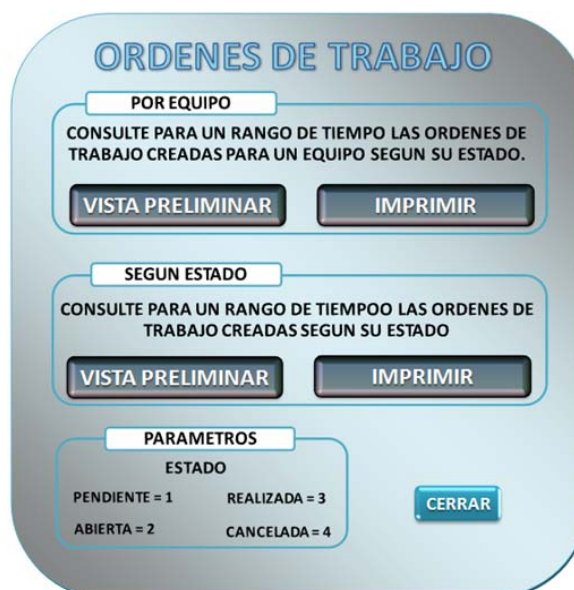 ORDENES DE TRABAJO
POR EQUIPO
CONSULTE PARA UN RANGO DE TIEMPO LAS ORDENES DE
TRABAJO CREADAS PARA UN EQUIPO SEGUN SU ESTADO.
VISTA PRELIMINAR
IMPRIMIR
SEGUN ESTADO
CONSULTE PARA UN RANGO DE TIEMPOO LAS ORDENES DE
TRABAJO CREADAS SEGUN SU ESTADO
VISTA PRELIMINAR
IMPRIMIR
PARAMETROS
ESTADO
PENDIENTE = 1
REALIZADA = 3
ABIERTA = 2
CANCELADA = 4
CERRAR